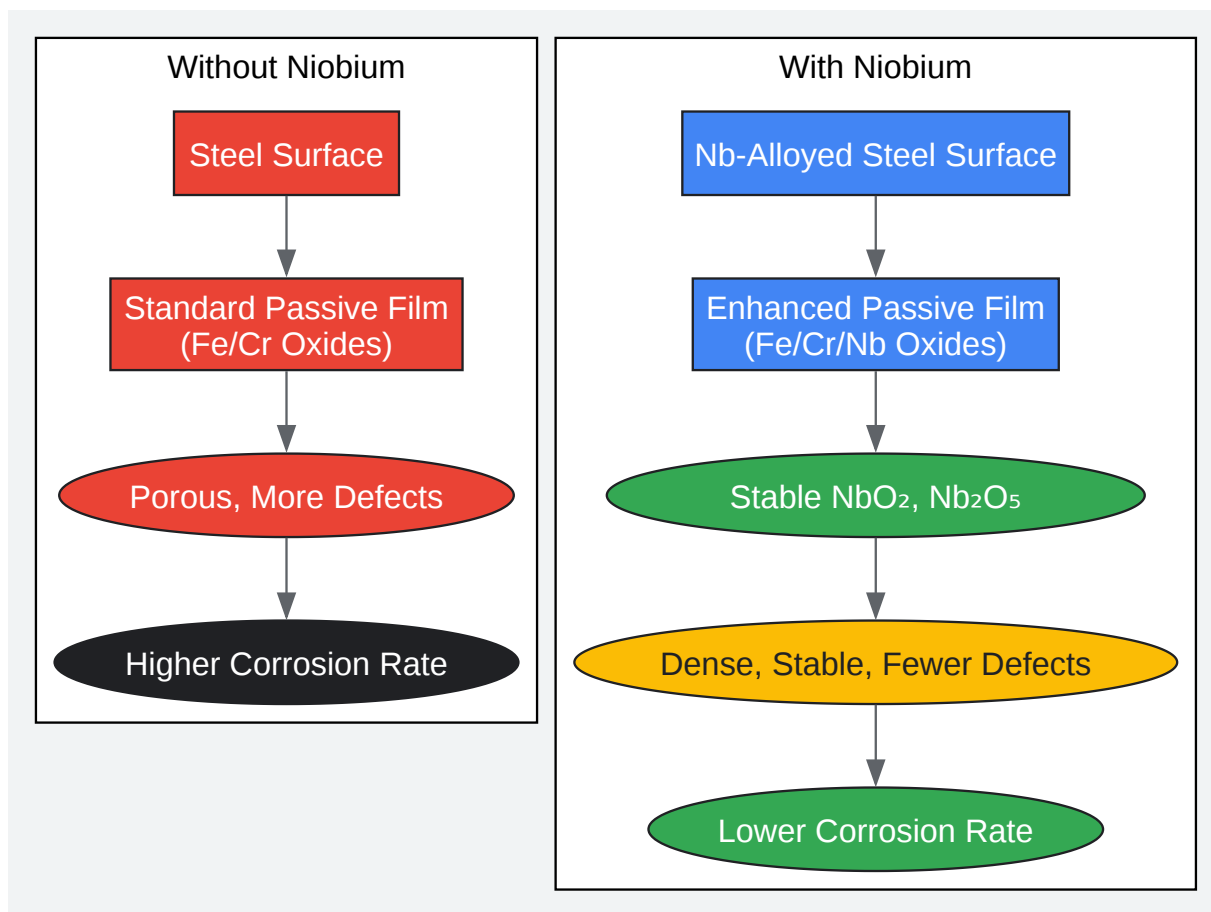 Without Niobium
Steel Surface
Standard Passive Film
(Fe/Cr Oxides)
Porous, More Defects
Higher Corrosion Rate
With Niobium
Nb-Alloyed Steel Surface
Enhanced Passive Film
(Fe/Cr/Nb Oxides)
Stable NbO₂, Nb₂O₅
Dense, Stable, Fewer Defects
Lower Corrosion Rate